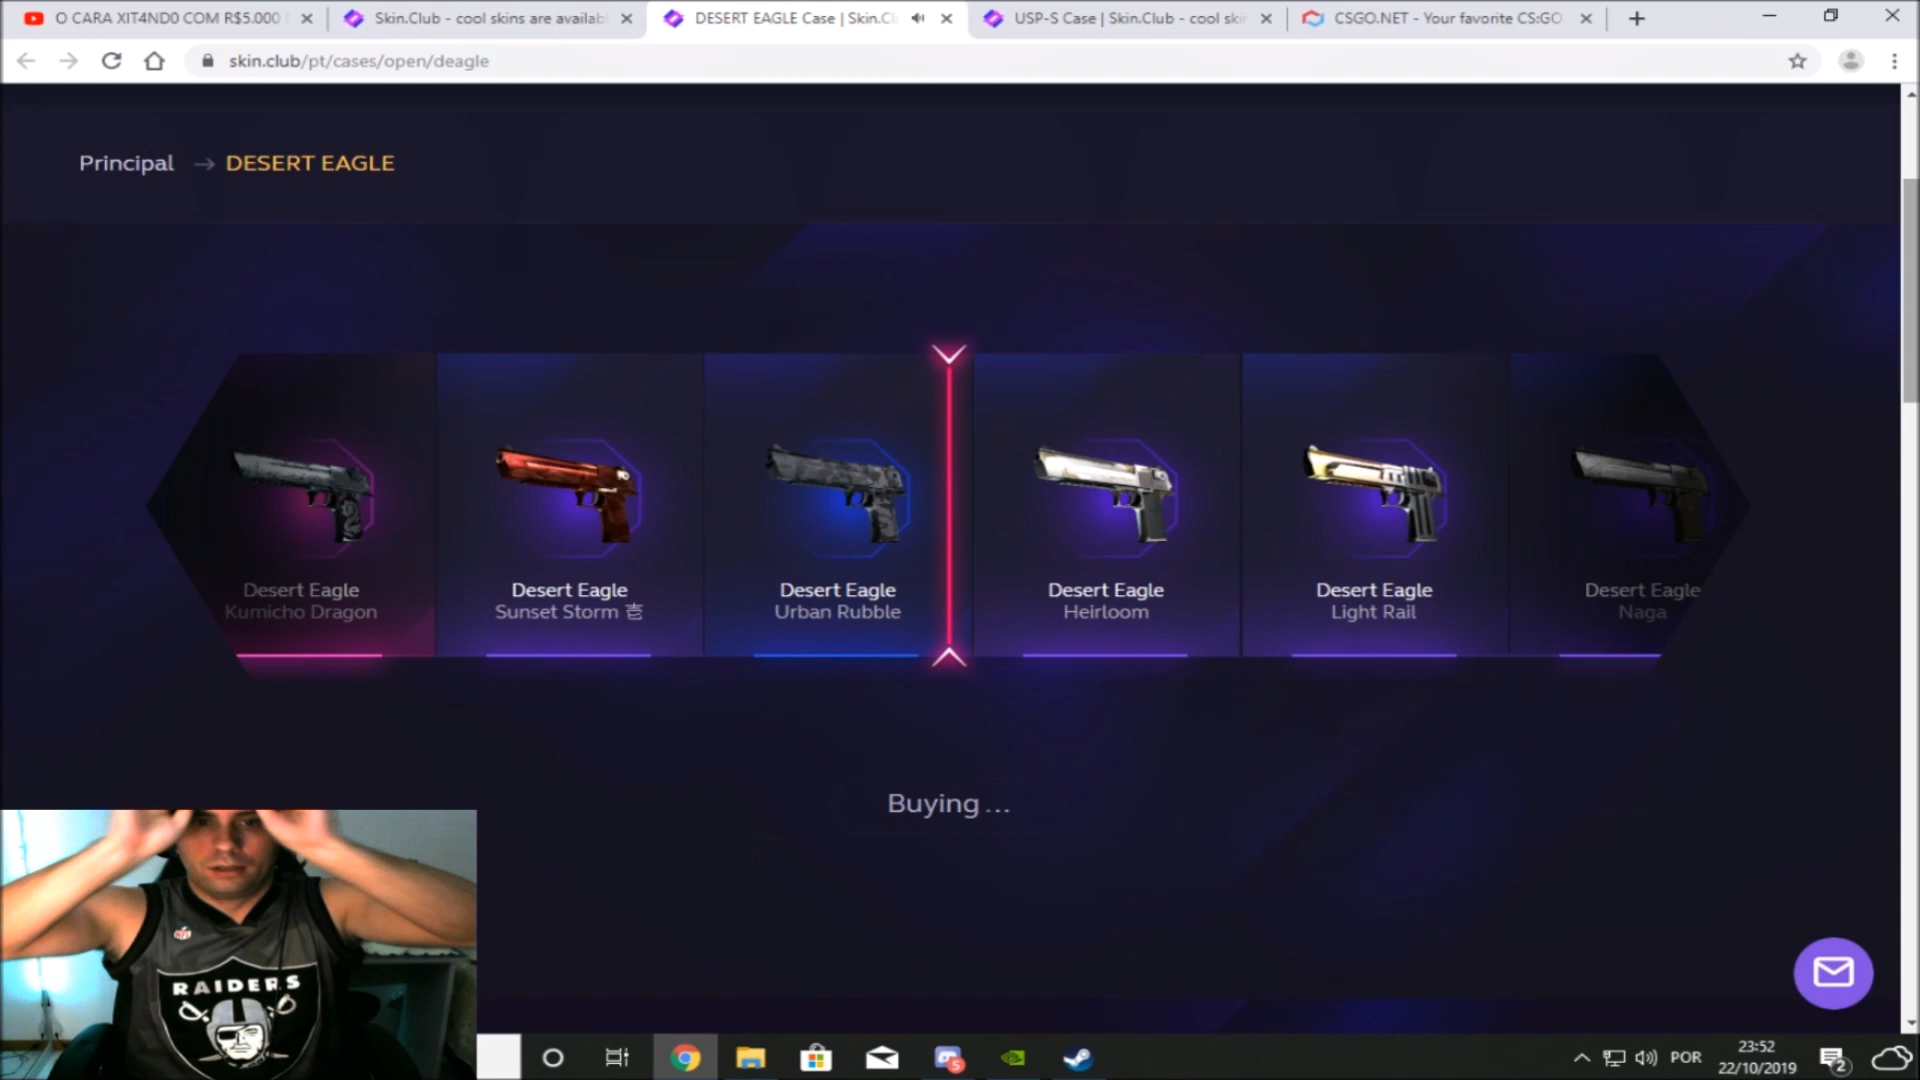 O CARA XIT4ND0 COM R$5.000
Skin.Club - cool skins are availab
DESERT EAGLE Case | Skin.Cl
USP-S Case | Skin.Club - cool skin
CSGO.NET - Your favorite CS:GO
skin.club/pt/cases/open/deagle
Principal → DESERT EAGLE
Desert Eagle
Kumicho Dragon
Desert Eagle
Sunset Storm 壱
Desert Eagle
Urban Rubble
Desert Eagle
Heirloom
Desert Eagle
Light Rail
Desert Eagle
Naga
Buying ...
RAIDERS
5
POR
23:52
22/10/2019
2